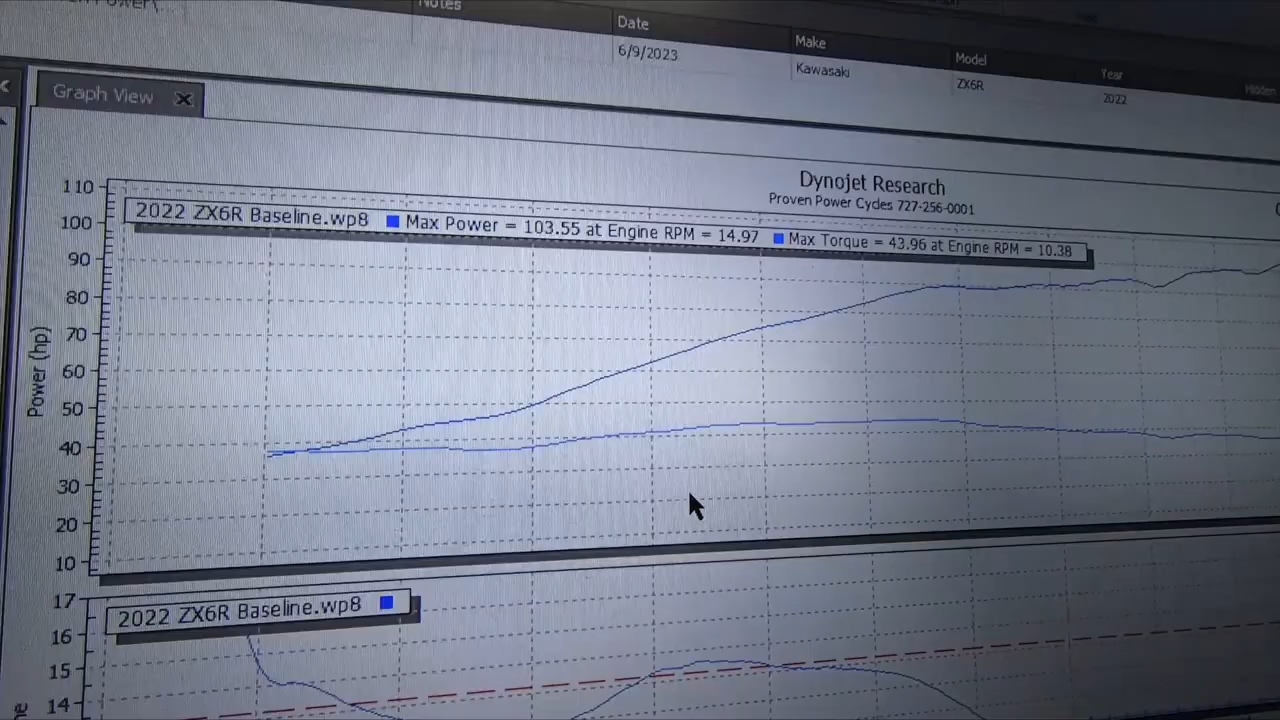 Notes
Date
Make
Model
Year
Hidden
6/9/2023
Kawasaki
ZX6R
2022
Graph View
Dynojet Research
Proven Power Cycles 727-256-0001
2022 ZX6R Baseline.wp8 Max Power = 103.55 at Engine RPM = 14.97 Max Torque = 43.96 at Engine RPM = 10.38
110
100
90
80
70
60
50
40
30
20
10
Power (hp)
2022 ZX6R Baseline.wp8
17
16
15
14